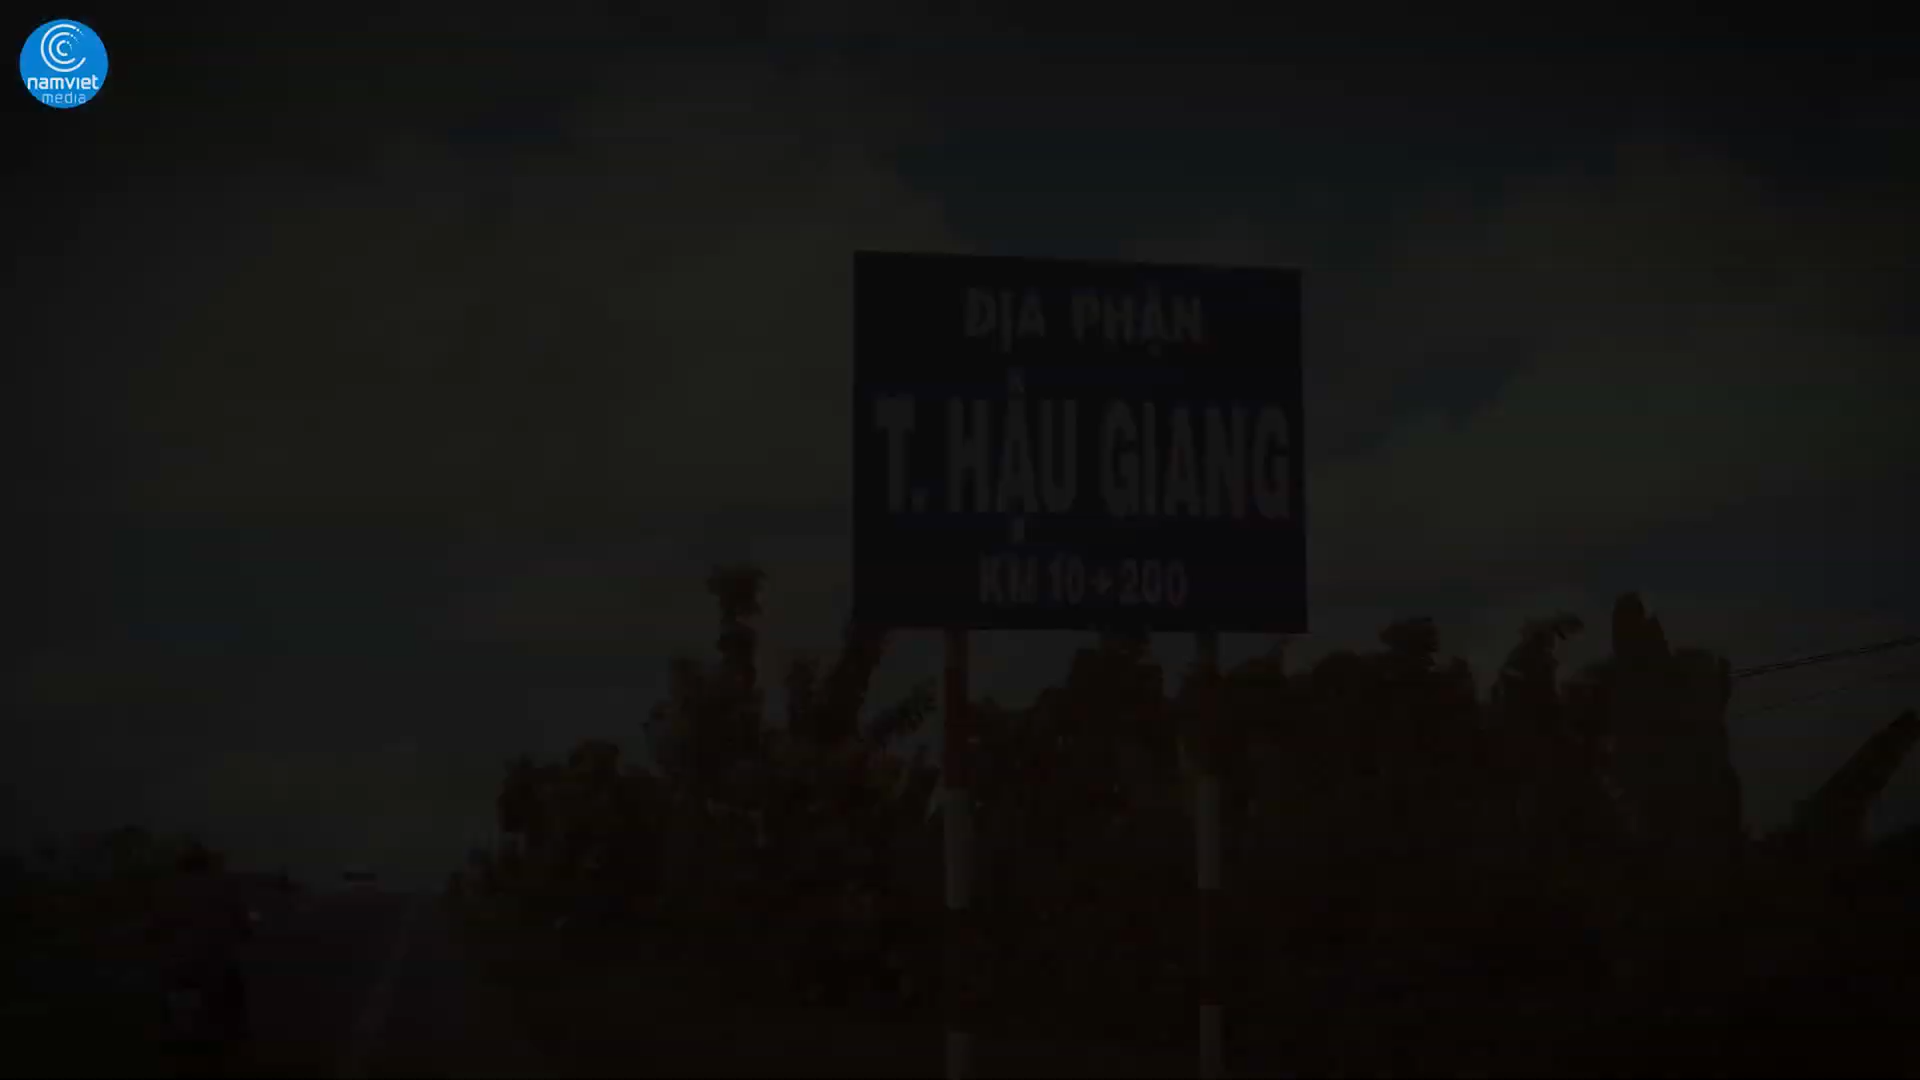 namviet
media
ĐỊA PHẬN
T. HẬU GIANG
KM 10+200